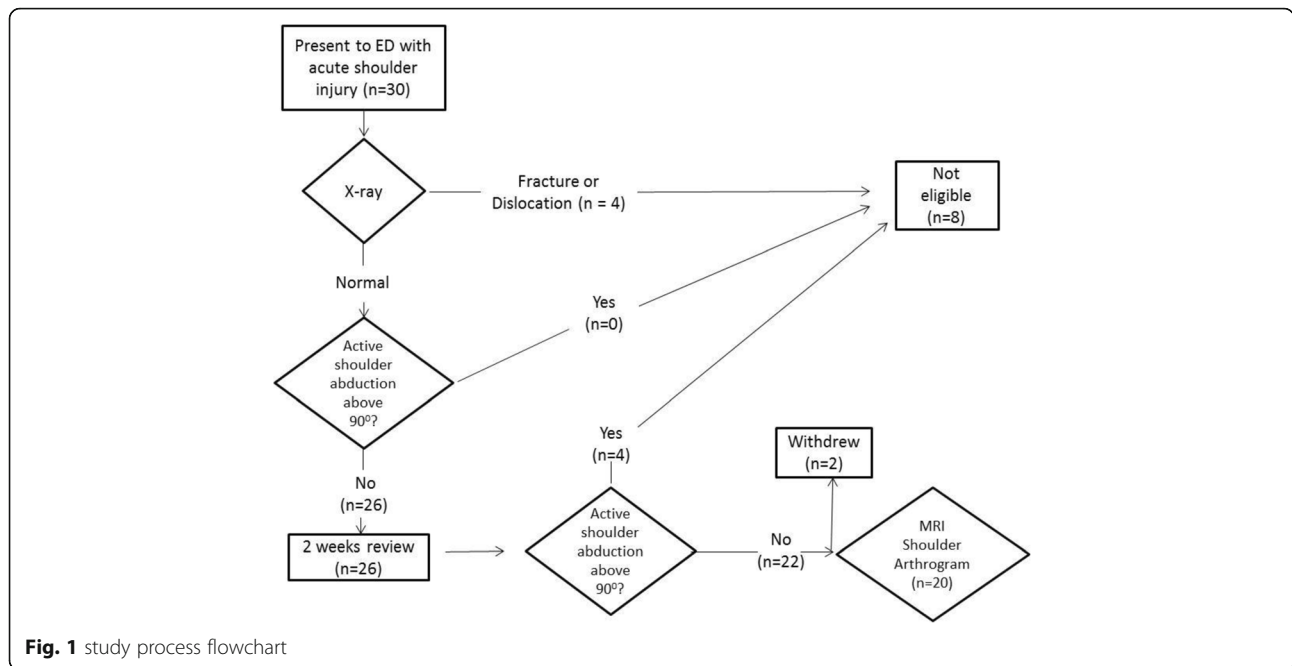 Present to ED with
acute shoulder
injury (n=30)
X-ray
Fracture or
Dislocation (n = 4)
Not
eligible
(n=8)
Normal
Yes
(n=0)
Active
shoulder
abduction
above
90⁰?
No
(n=26)
2 weeks review
(n=26)
Yes
(n=4)
Active
shoulder
abduction
above
90⁰?
No
(n=22)
Withdrew
(n=2)
MRI
Shoulder
Arthrogram
(n=20)
Fig. 1 study process flowchart